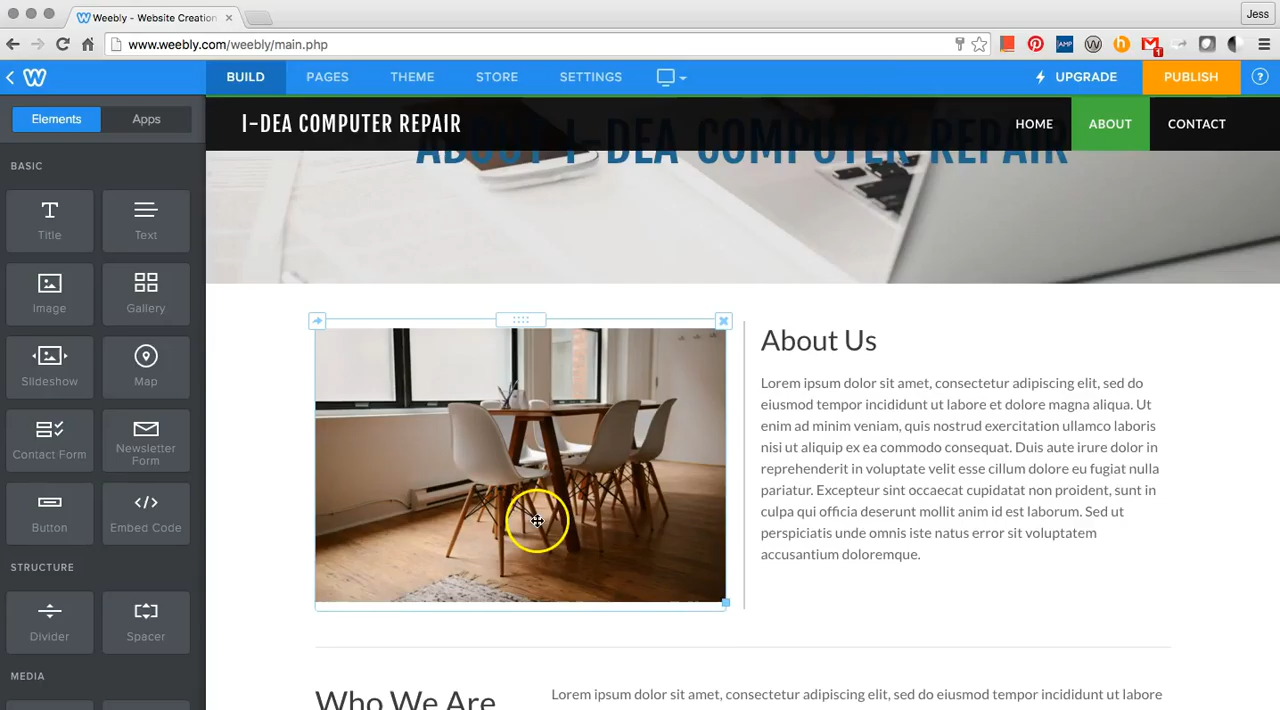 Weebly - Website Creation
Jess
www.weebly.com/weebly/main.php
1
BUILD
PAGES
THEME
STORE
SETTINGS
UPGRADE
PUBLISH
?
Elements
Apps
I-DEA COMPUTER REPAIR
HOME
ABOUT
CONTACT
ABOUT I-DEA COMPUTER REPAIR
BASIC
Title
Text
Image
Gallery
Slideshow
Map
Contact Form
Newsletter
Form
Button
Embed Code
STRUCTURE
Divider
Spacer
MEDIA
About Us
Lorem ipsum dolor sit amet, consectetur adipiscing elit, sed do
eiusmod tempor incididunt ut labore et dolore magna aliqua. Ut
enim ad minim veniam, quis nostrud exercitation ullamco laboris
nisi ut aliquip ex ea commodo consequat. Duis aute irure dolor in
reprehenderit in voluptate velit esse cillum dolore eu fugiat nulla
pariatur. Excepteur sint occaecat cupidatat non proident, sunt in
culpa qui officia deserunt mollit anim id est laborum. Sed ut
perspiciatis unde omnis iste natus error sit voluptatem
accusantium doloremque.
Who We Are
Lorem ipsum dolor sit amet, consectetur adipiscing elit, sed do eiusmod tempor incididunt ut labore